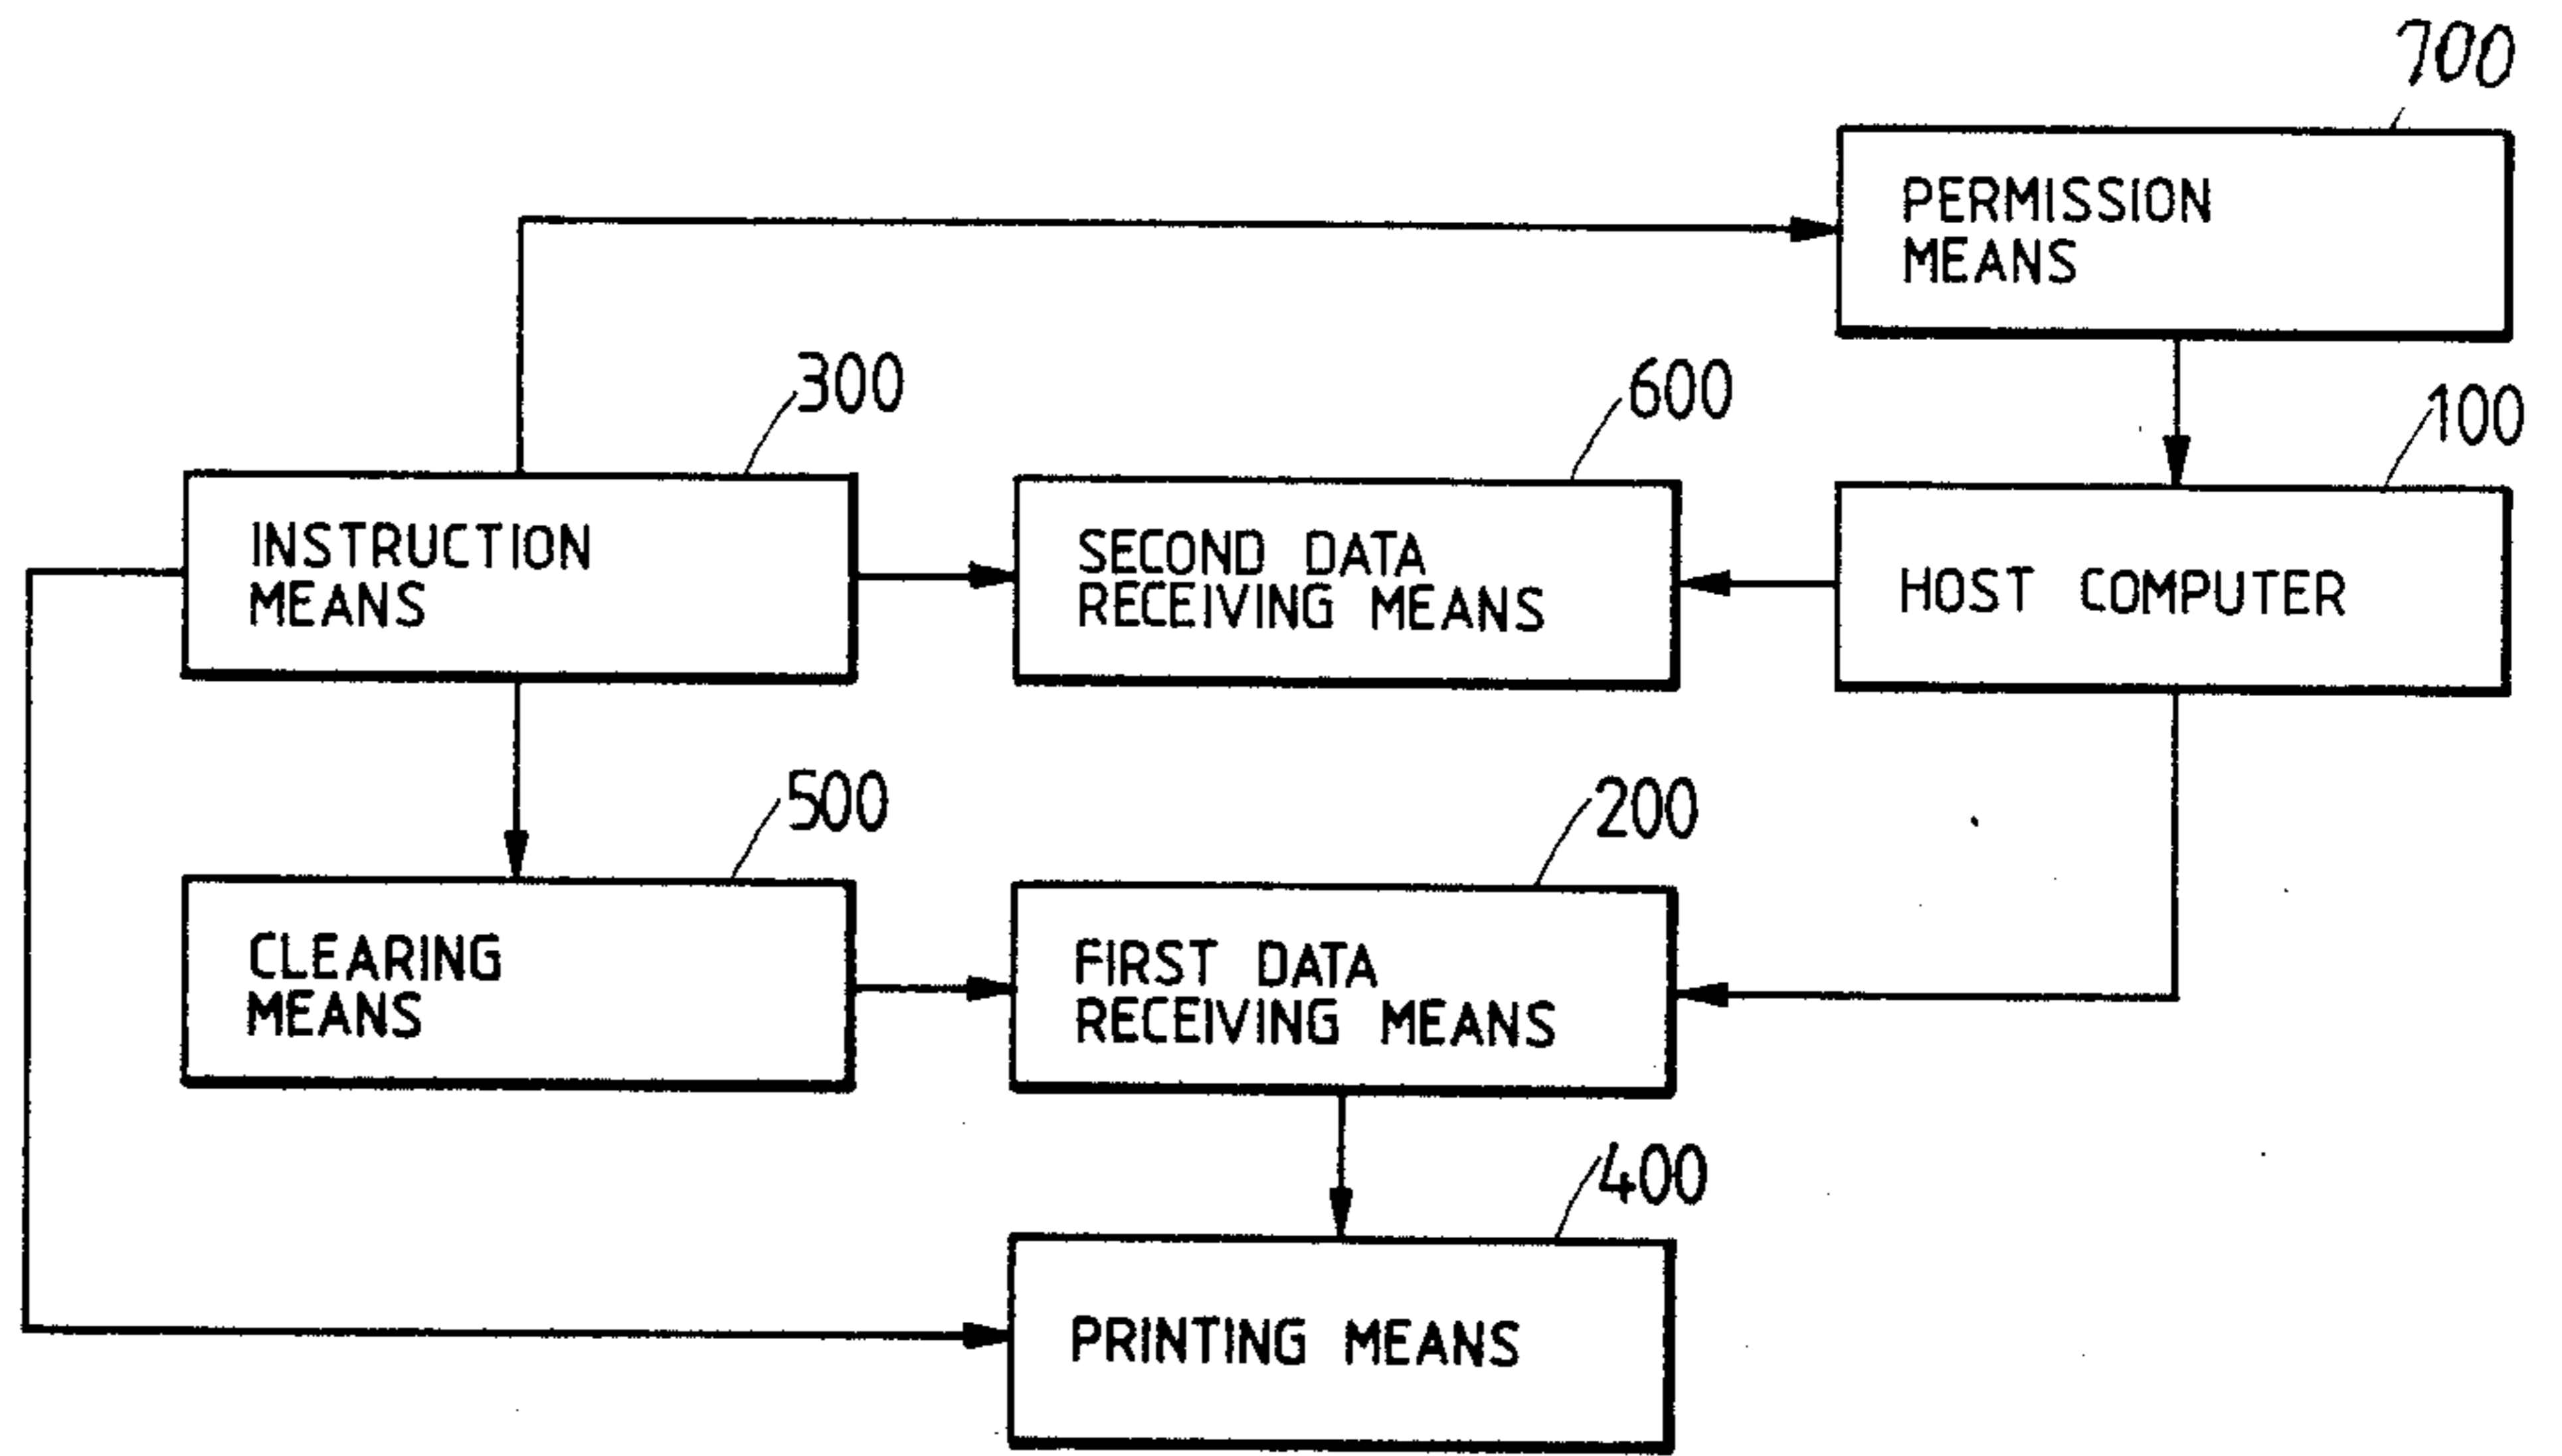 700
PERMISSION
MEANS
300
600
100
INSTRUCTION
MEANS
SECOND DATA
RECEIVING MEANS
HOST COMPUTER
500
200
CLEARING
MEANS
FIRST DATA
RECEIVING MEANS
400
PRINTING MEANS